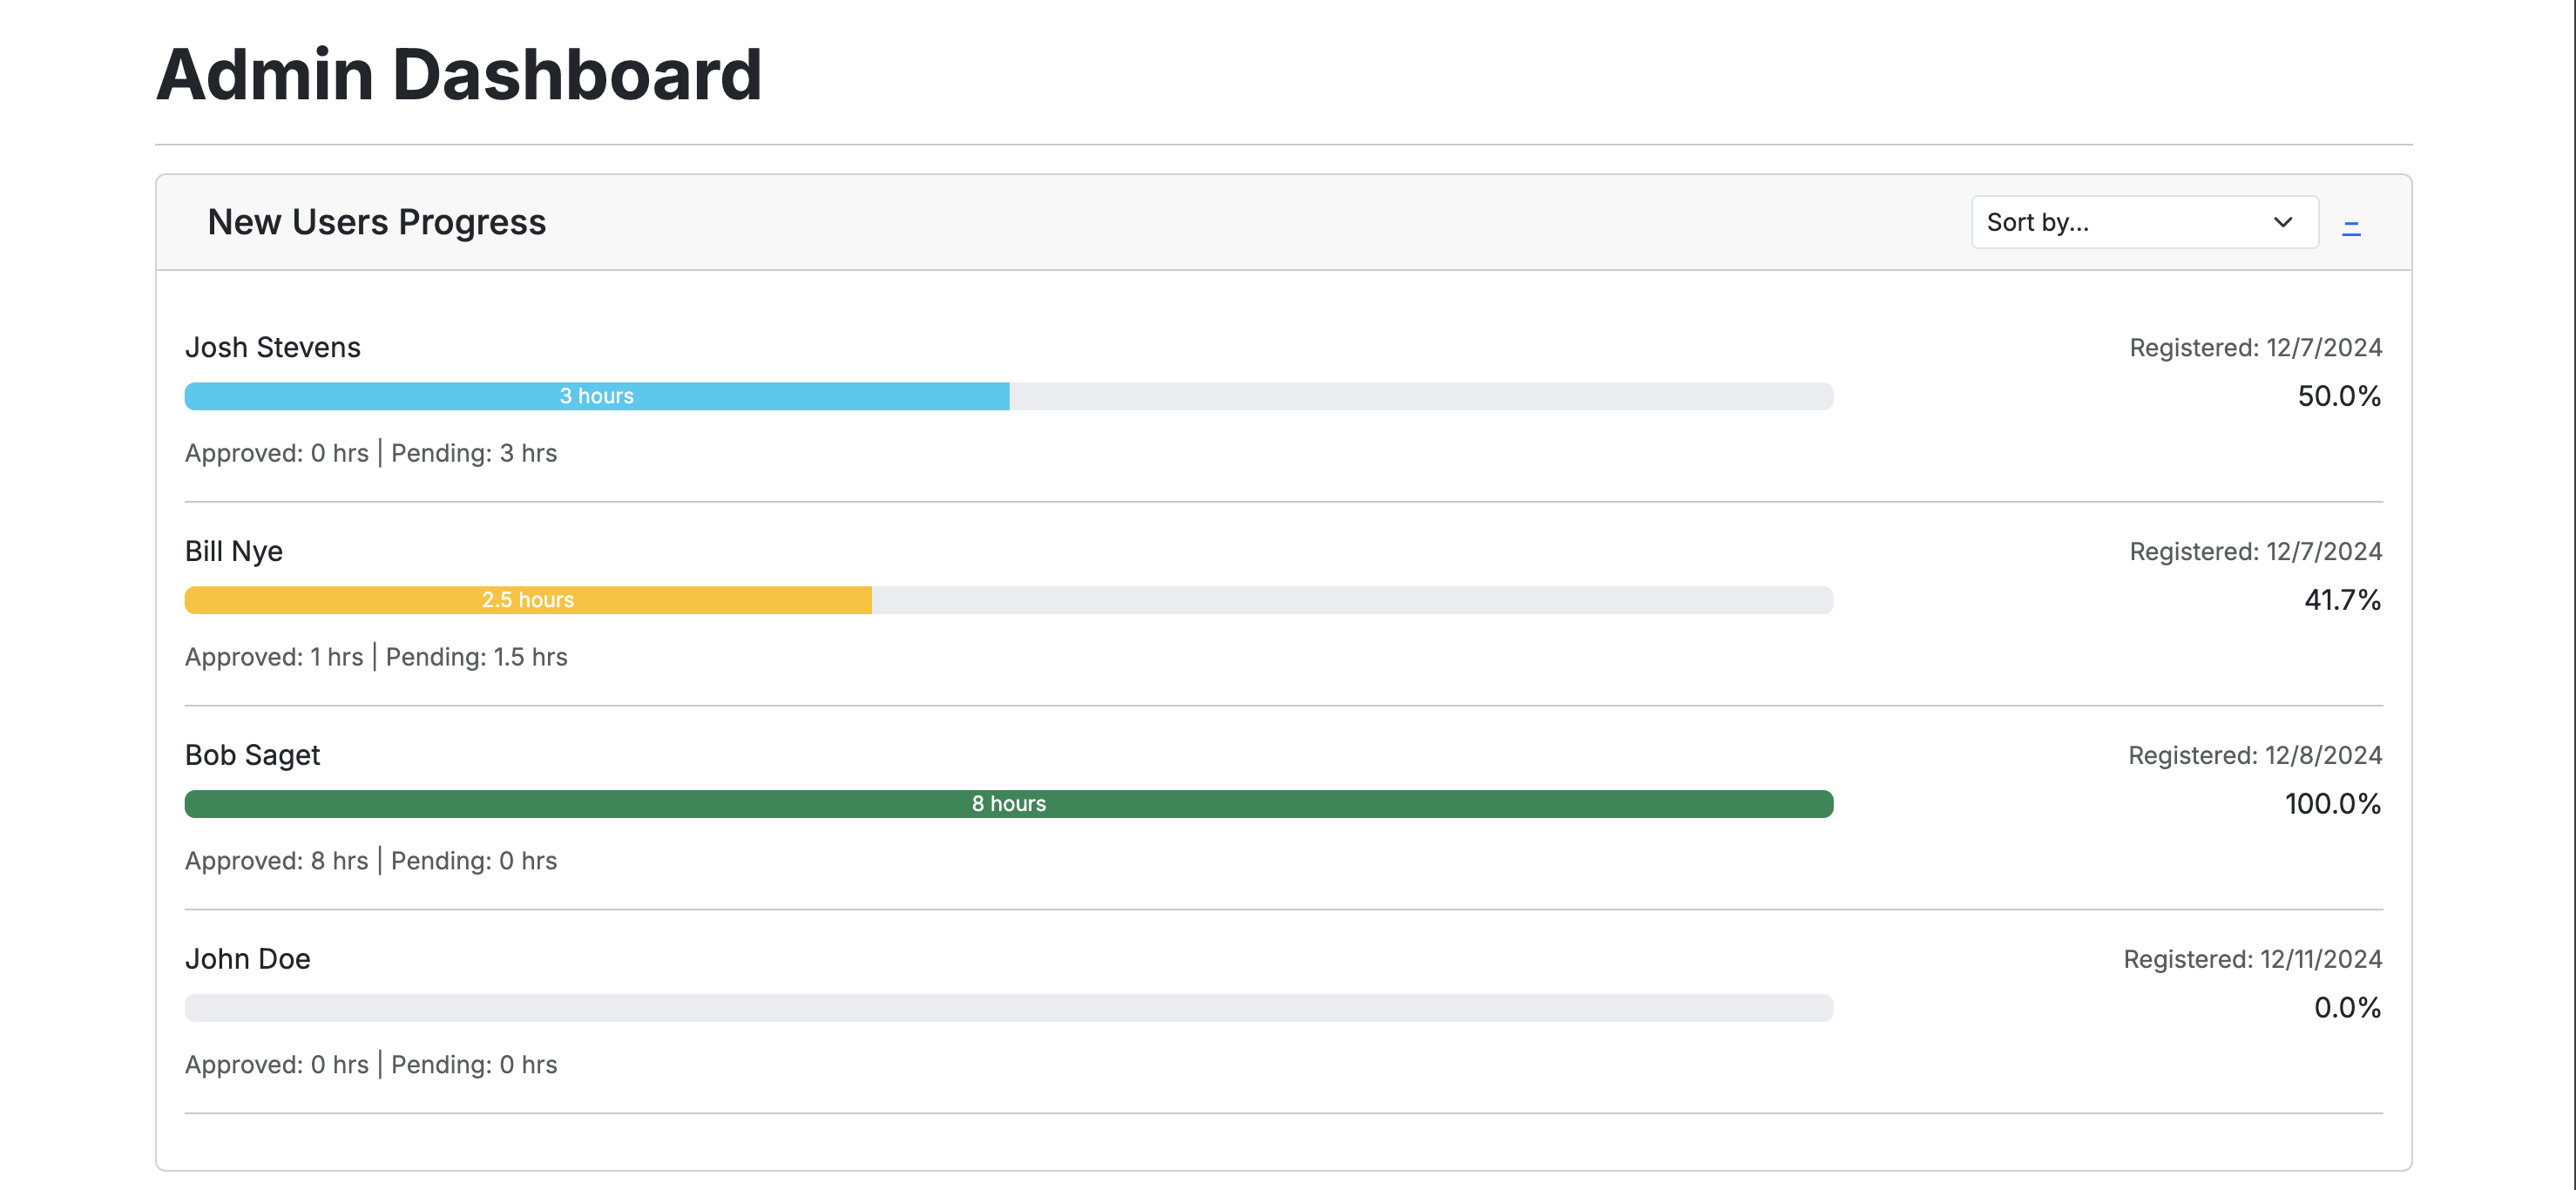 Admin Dashboard
New Users Progress
Sort by...
–
Josh Stevens
Registered: 12/7/2024
3 hours
50.0%
Approved: 0 hrs | Pending: 3 hrs
Bill Nye
Registered: 12/7/2024
2.5 hours
41.7%
Approved: 1 hrs | Pending: 1.5 hrs
Bob Saget
Registered: 12/8/2024
8 hours
100.0%
Approved: 8 hrs | Pending: 0 hrs
John Doe
Registered: 12/11/2024
0.0%
Approved: 0 hrs | Pending: 0 hrs